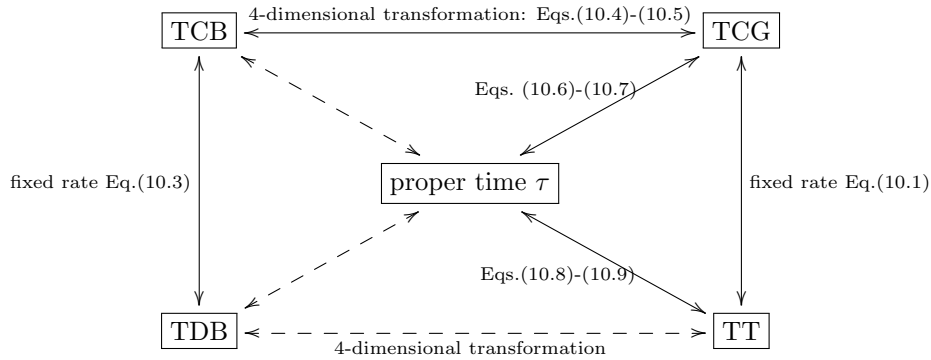 4-dimensional transformation: Eqs.(10.4)-(10.5)
TCB
TCG
Eqs. (10.6)-(10.7)
fixed rate Eq.(10.3)
proper time τ
fixed rate Eq.(10.1)
Eqs.(10.8)-(10.9)
TDB
TT
4-dimensional transformation